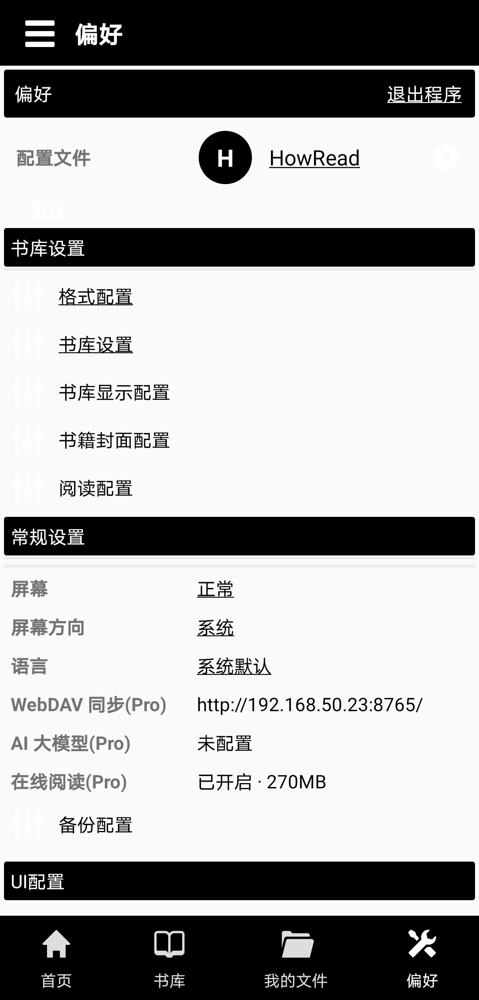 偏好
偏好 退出程序
配置文件 H HowRead
重置
书库设置
格式配置
书库设置
书库显示配置
书籍封面配置
阅读配置
常规设置
屏幕 正常
屏幕方向 系统
语言 系统默认
WebDAV 同步(Pro) http://192.168.50.23:8765/
AI 大模型(Pro) 未配置
在线阅读(Pro) 已开启 · 270MB
备份配置
UI配置
首页 书库 我的文件 偏好